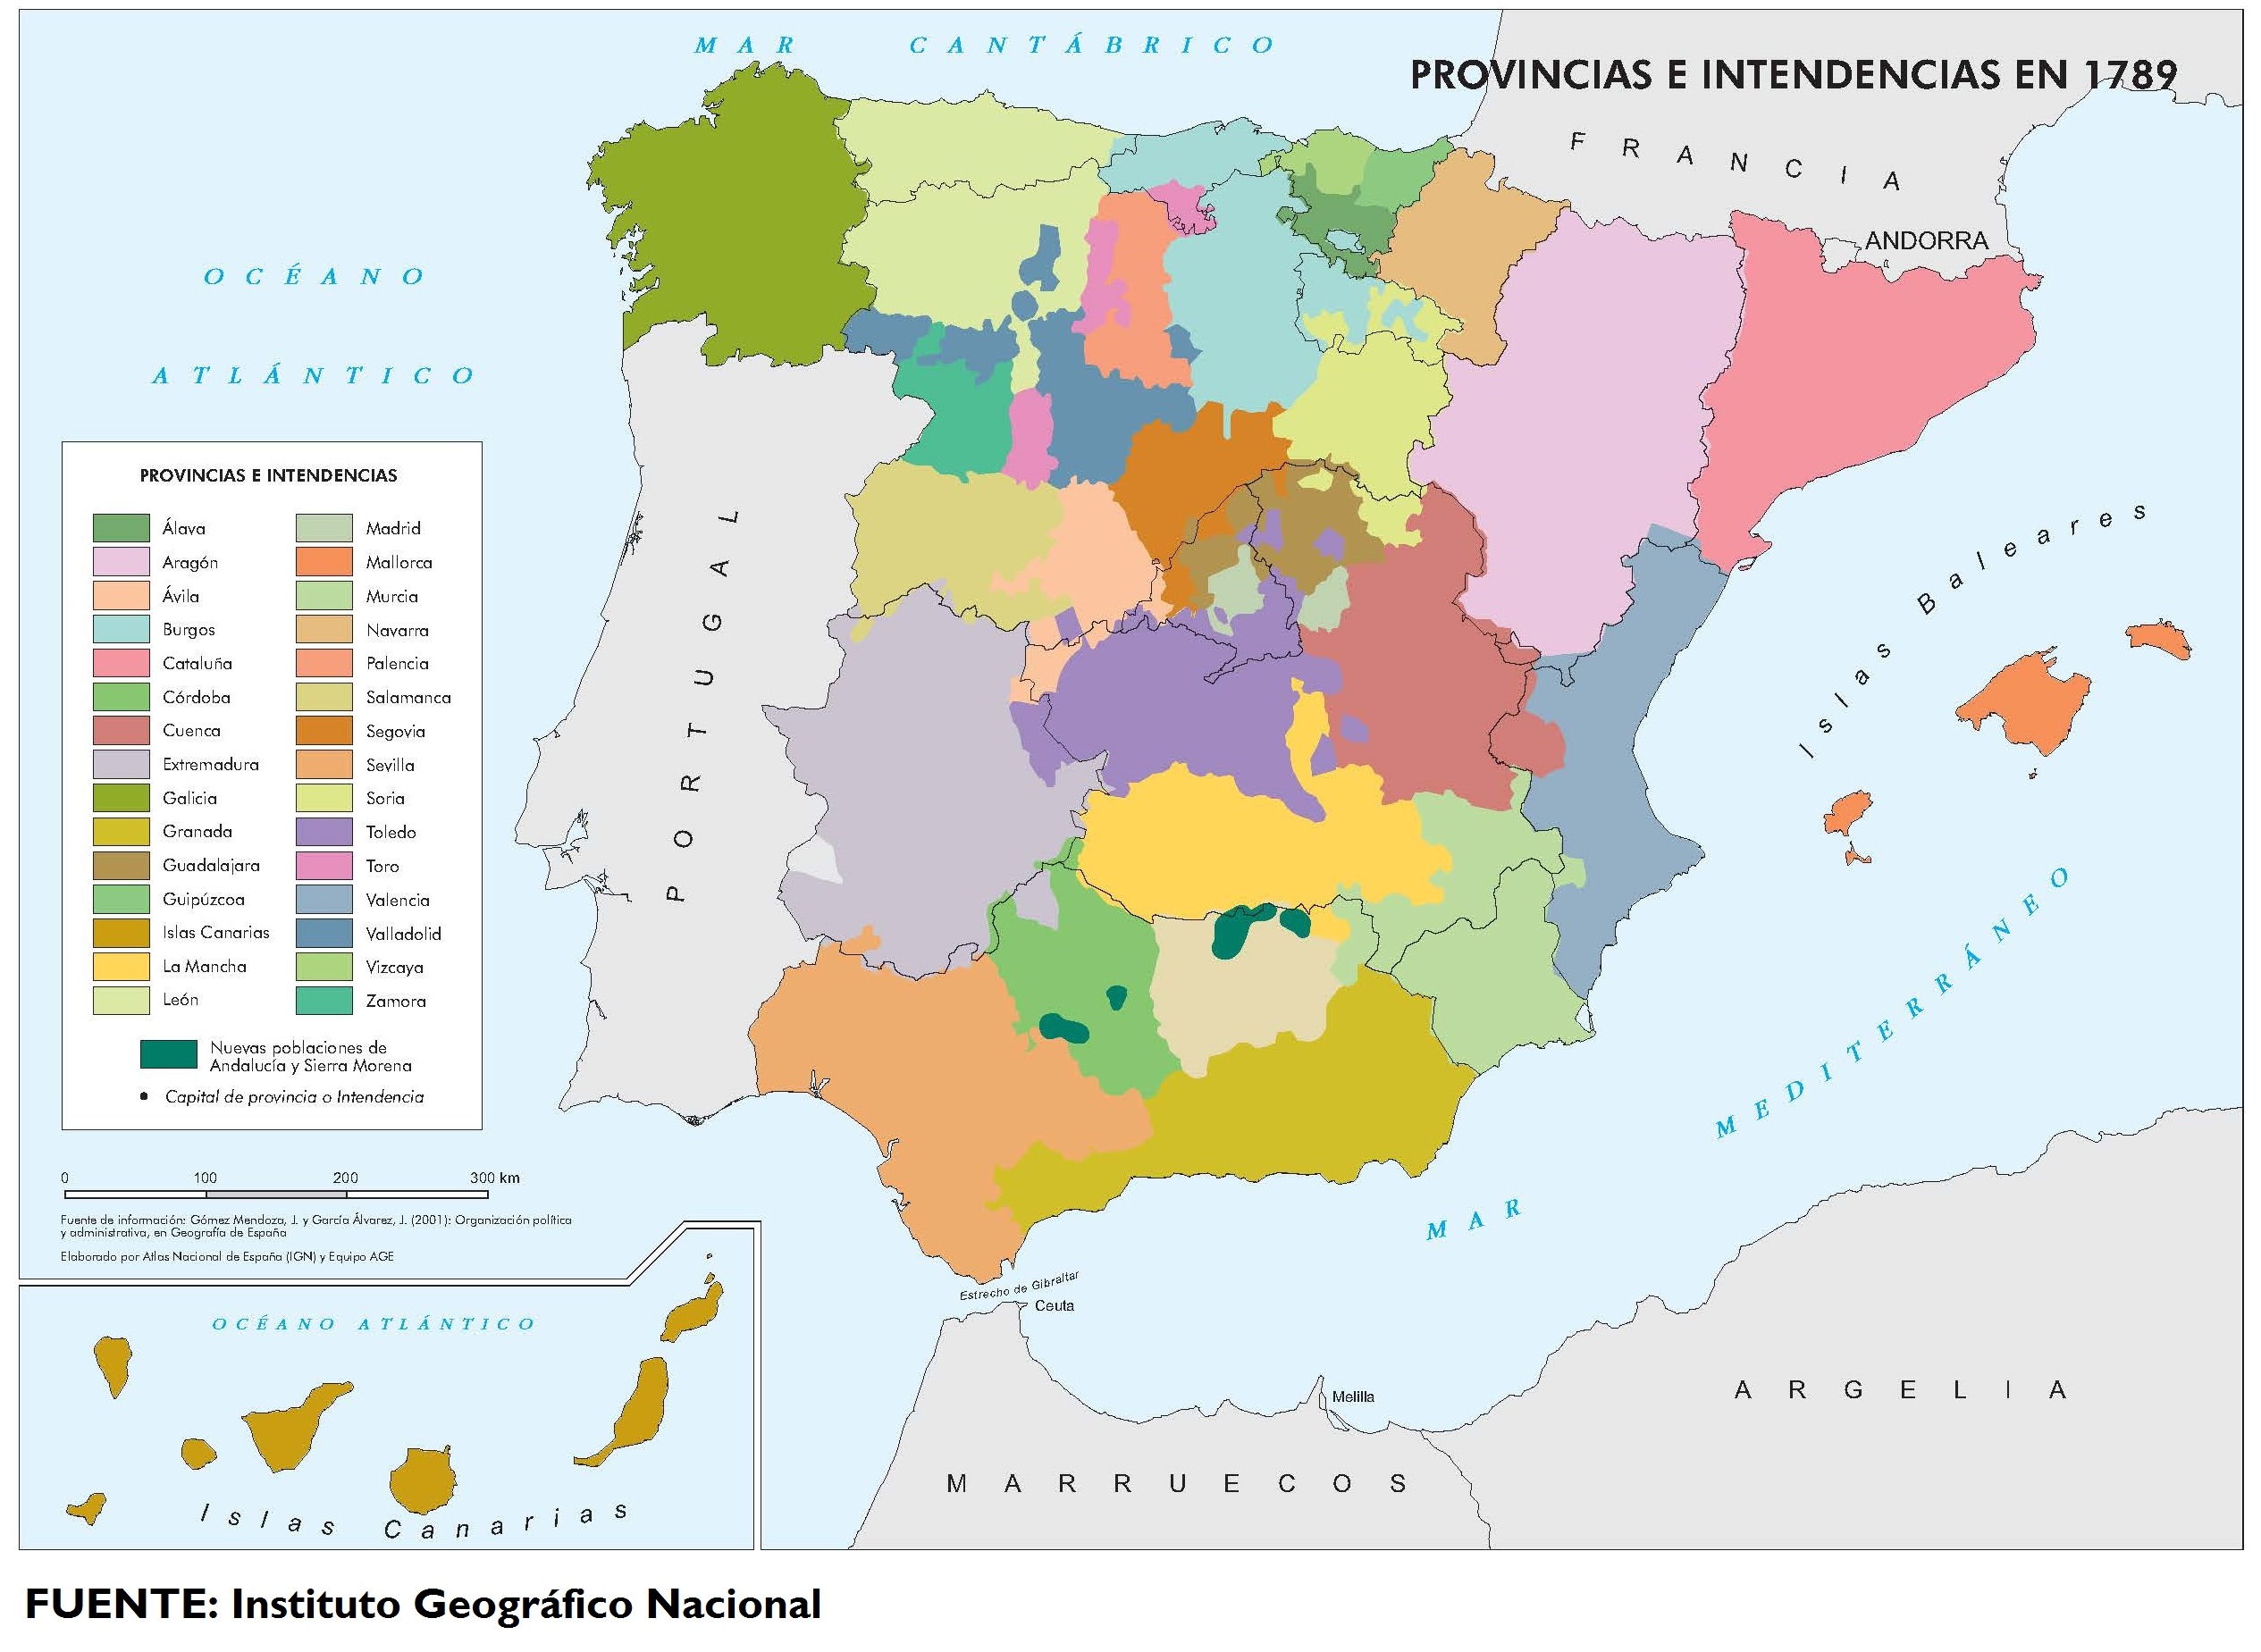 MAR CANTÁBRICO
PROVINCIAS E INTENDENCIAS EN 1789
FRANCIA
ANDORRA
OCÉANO
ATLÁNTICO
PORTUGAL
Islas Baleares
PROVINCIAS E INTENDENCIAS
Álava
Aragón
Ávila
Burgos
Cataluña
Córdoba
Cuenca
Extremadura
Galicia
Granada
Guadalajara
Guipúzcoa
Islas Canarias
La Mancha
León
Madrid
Mallorca
Murcia
Navarra
Palencia
Salamanca
Segovia
Sevilla
Soria
Toledo
Toro
Valencia
Valladolid
Vizcaya
Zamora
Nuevas poblaciones de
Andalucía y Sierra Morena
Capital de provincia o Intendencia
0 100 200 300 km
Fuente de información: Gómez Mendoza, J. y García Álvarez, J. (2001): Organización política
y administrativa, en Geografía de España
Elaborado por Atlas Nacional de España (IGN) y Equipo AGE
MAR MEDITERRÁNEO
Estrecho de Gibraltar
Ceuta
Melilla
MARRUECOS
ARGELIA
OCÉANO ATLÁNTICO
Islas Canarias
FUENTE: Instituto Geográfico Nacional